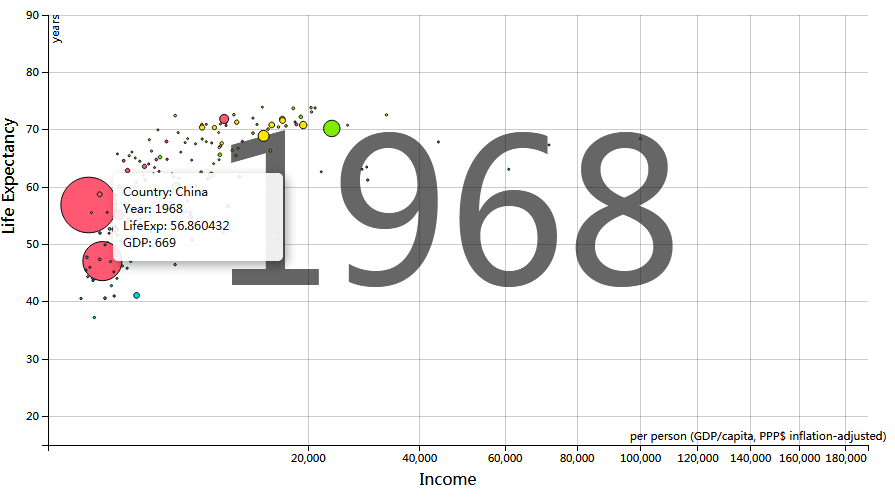 90
years
80
70
60
50
40
30
20
Life Expectancy
1968
Country: China
Year: 1968
LifeExp: 56.860432
GDP: 669
per person (GDP/capita, PPP$ inflation-adjusted)
20,000 40,000 60,000 80,000 100,000 120,000 140,000 160,000 180,000
Income